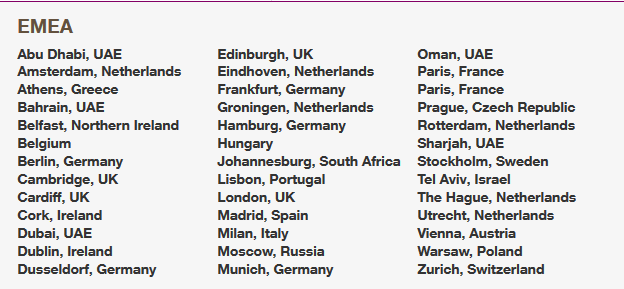 EMEA
Abu Dhabi, UAE
Amsterdam, Netherlands
Athens, Greece
Bahrain, UAE
Belfast, Northern Ireland
Belgium
Berlin, Germany
Cambridge, UK
Cardiff, UK
Cork, Ireland
Dubai, UAE
Dublin, Ireland
Dusseldorf, Germany
Edinburgh, UK
Eindhoven, Netherlands
Frankfurt, Germany
Groningen, Netherlands
Hamburg, Germany
Hungary
Johannesburg, South Africa
Lisbon, Portugal
London, UK
Madrid, Spain
Milan, Italy
Moscow, Russia
Munich, Germany
Oman, UAE
Paris, France
Paris, France
Prague, Czech Republic
Rotterdam, Netherlands
Sharjah, UAE
Stockholm, Sweden
Tel Aviv, Israel
The Hague, Netherlands
Utrecht, Netherlands
Vienna, Austria
Warsaw, Poland
Zurich, Switzerland